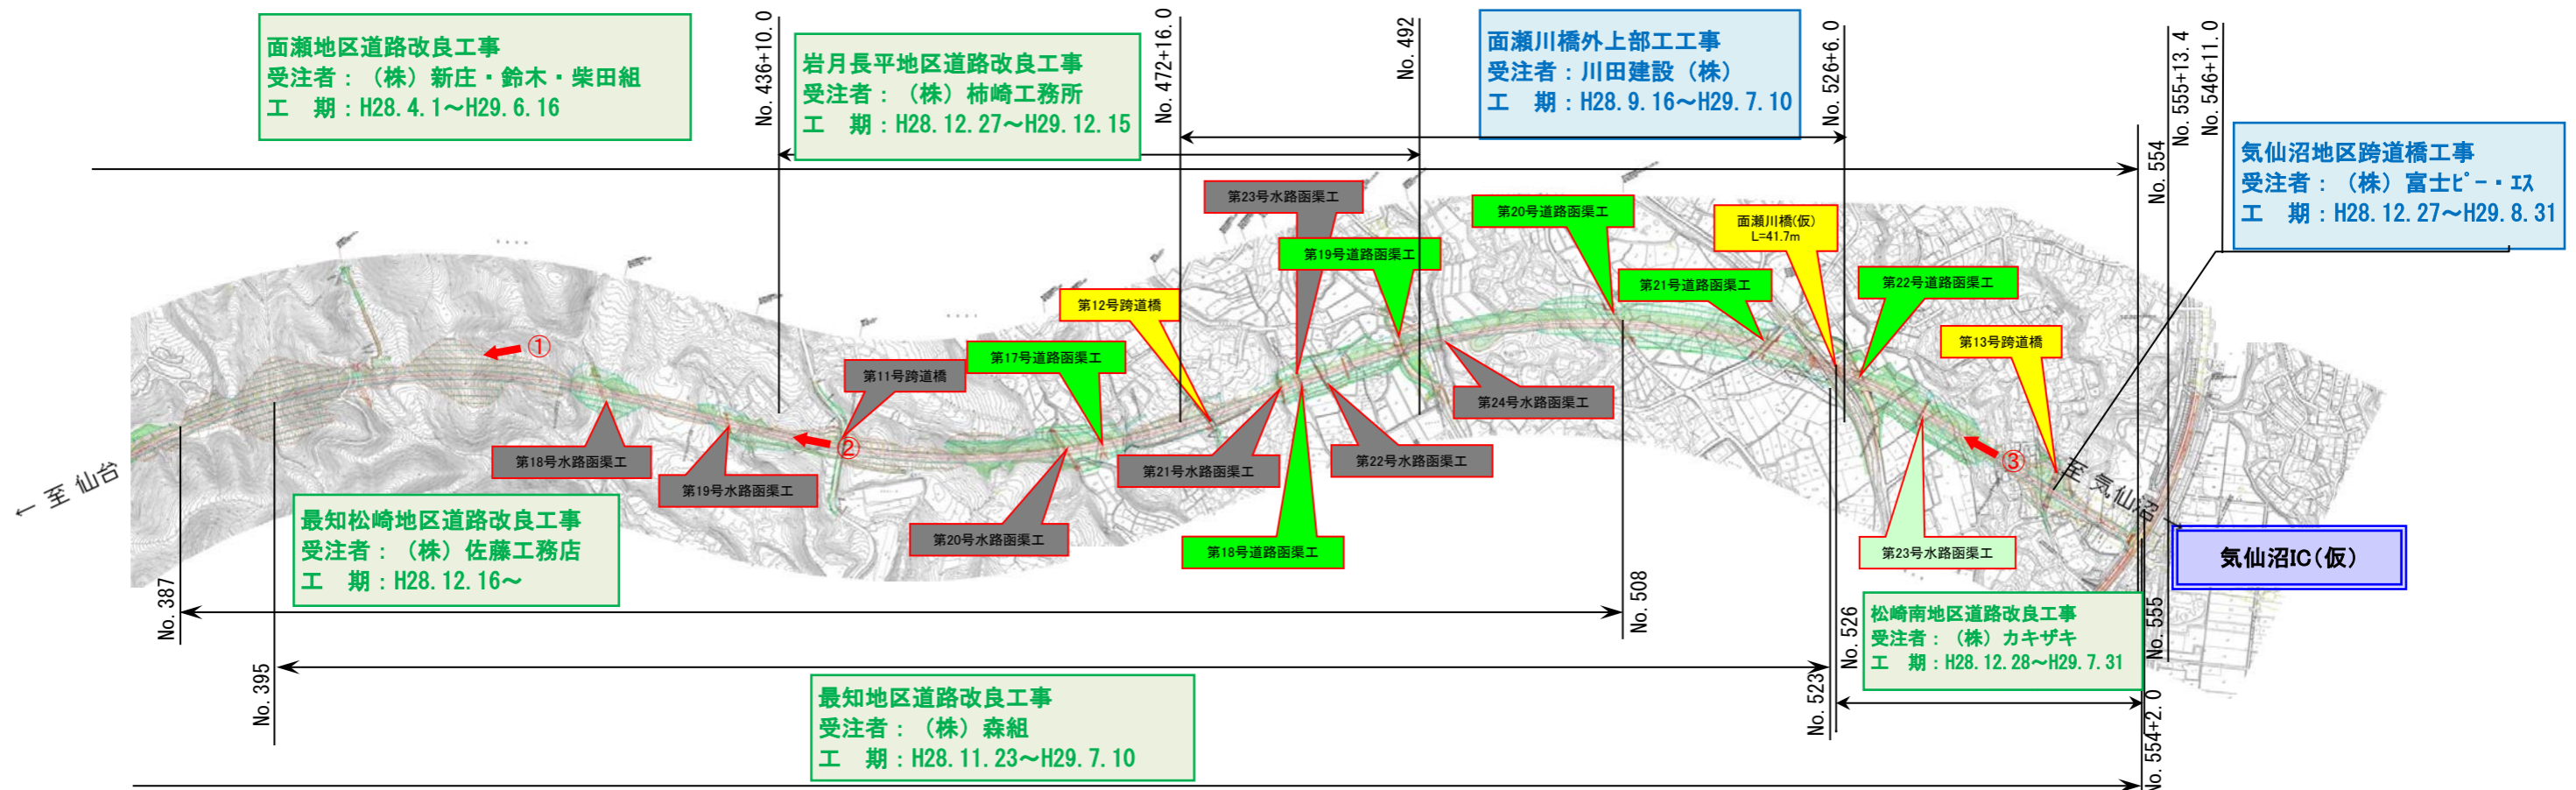 面瀬地区道路改良工事
受注者：（株）新庄・鈴木・柴田組
工　期：H28.4.1～H29.6.16
No.436+10.0
岩月長平地区道路改良工事
受注者：（株）柿崎工務所
工　期：H28.12.27～H29.12.15
No.472+16.0
No.492
面瀬川橋外上部工工事
受注者：川田建設（株）
工　期：H28.9.16～H29.7.10
No.526+6.0
No.554
No.555+13.4
No.546+11.0
気仙沼地区跨道橋工事
受注者：（株）富士ピー・エス
工　期：H28.12.27～H29.8.31
第23号水路函渠工
第19号道路函渠工
第20号道路函渠工
面瀬川橋(仮)
L=41.7m
第21号道路函渠工
第22号道路函渠工
第13号跨道橋
第12号跨道橋
第17号道路函渠工
第11号跨道橋
①
②
③
第18号水路函渠工
第19号水路函渠工
第20号水路函渠工
第21号水路函渠工
第18号道路函渠工
第22号水路函渠工
第24号水路函渠工
第23号水路函渠工
← 至 仙台
至 気仙沼 →
気仙沼IC(仮)
最知松崎地区道路改良工事
受注者：（株）佐藤工務店
工　期：H28.12.16～
No.387
No.508
No.395
No.523
No.526
最知地区道路改良工事
受注者：（株）森組
工　期：H28.11.23～H29.7.10
松崎南地区道路改良工事
受注者：（株）カキザキ
工　期：H28.12.28～H29.7.31
No.555
No.554+2.0